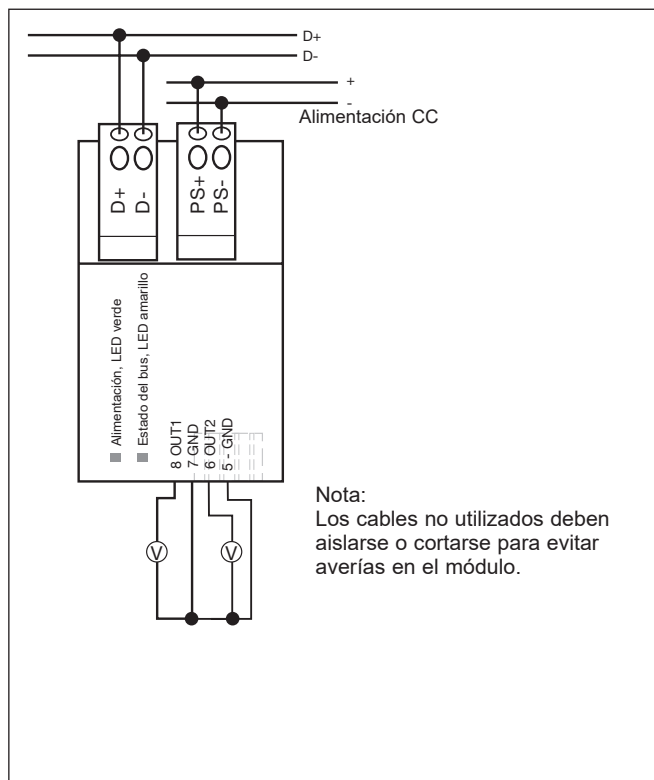 D+
D-
+
-
Alimentación CC
D+
D-
PS+
PS-
Alimentación, LED verde
Estado del bus, LED amarillo
8 OUT1
7 GND
6 OUT2
5 - GND
V
V
Nota:
Los cables no utilizados deben
aislarse o cortarse para evitar
averías en el módulo.